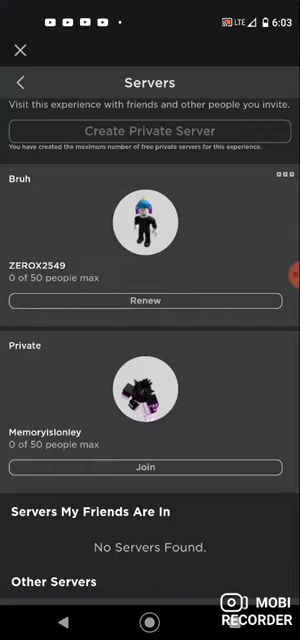 LTE 6:03
Servers
Visit this experience with friends and other people you invite.
Create Private Server
You have created the maximum number of free private servers for this experience.
Bruh
ZEROX2549
0 of 50 people max
Renew
Private
Memoryislonley
0 of 50 people max
Join
Servers My Friends Are In
No Servers Found.
Other Servers
MOBI
RECORDER